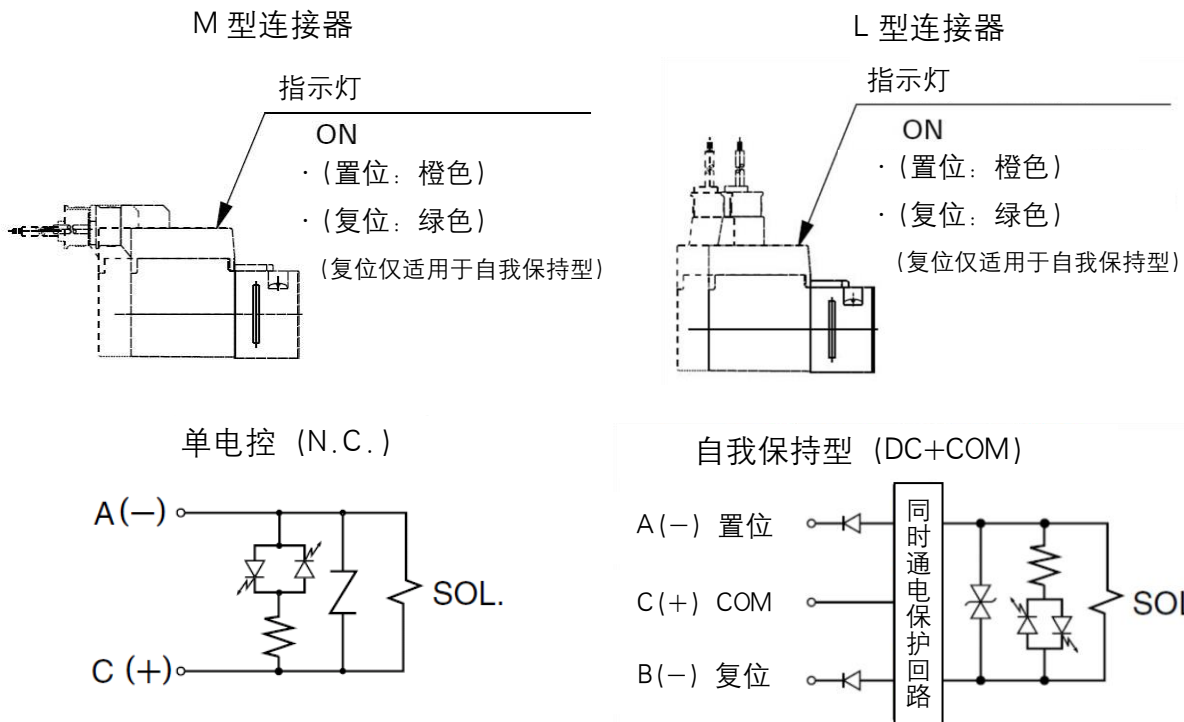 M 型连接器
指示灯
ON
·(置位: 橙色)
·(复位: 绿色)
(复位仅适用于自我保持型)
L 型连接器
指示灯
ON
·(置位: 橙色)
·(复位: 绿色)
(复位仅适用于自我保持型)
单电控 (N.C.)
A(—)
SOL.
C(+)
自我保持型 (DC+COM)
A(—) 置位
C(+) COM
B(—) 复位
同时通电保护回路
SOL